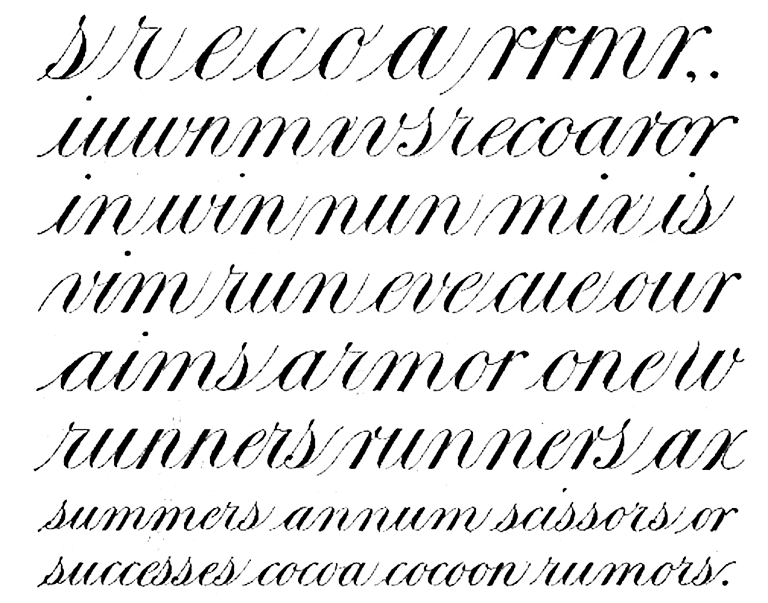 s r e c o a r r m r , .
i u w n m x v s r e c o a r o r
in win nun mix is
vim run eve cue our
aims armor one w
runners runners ax
summers annum scissors or
successes cocoa cocoon rumors.